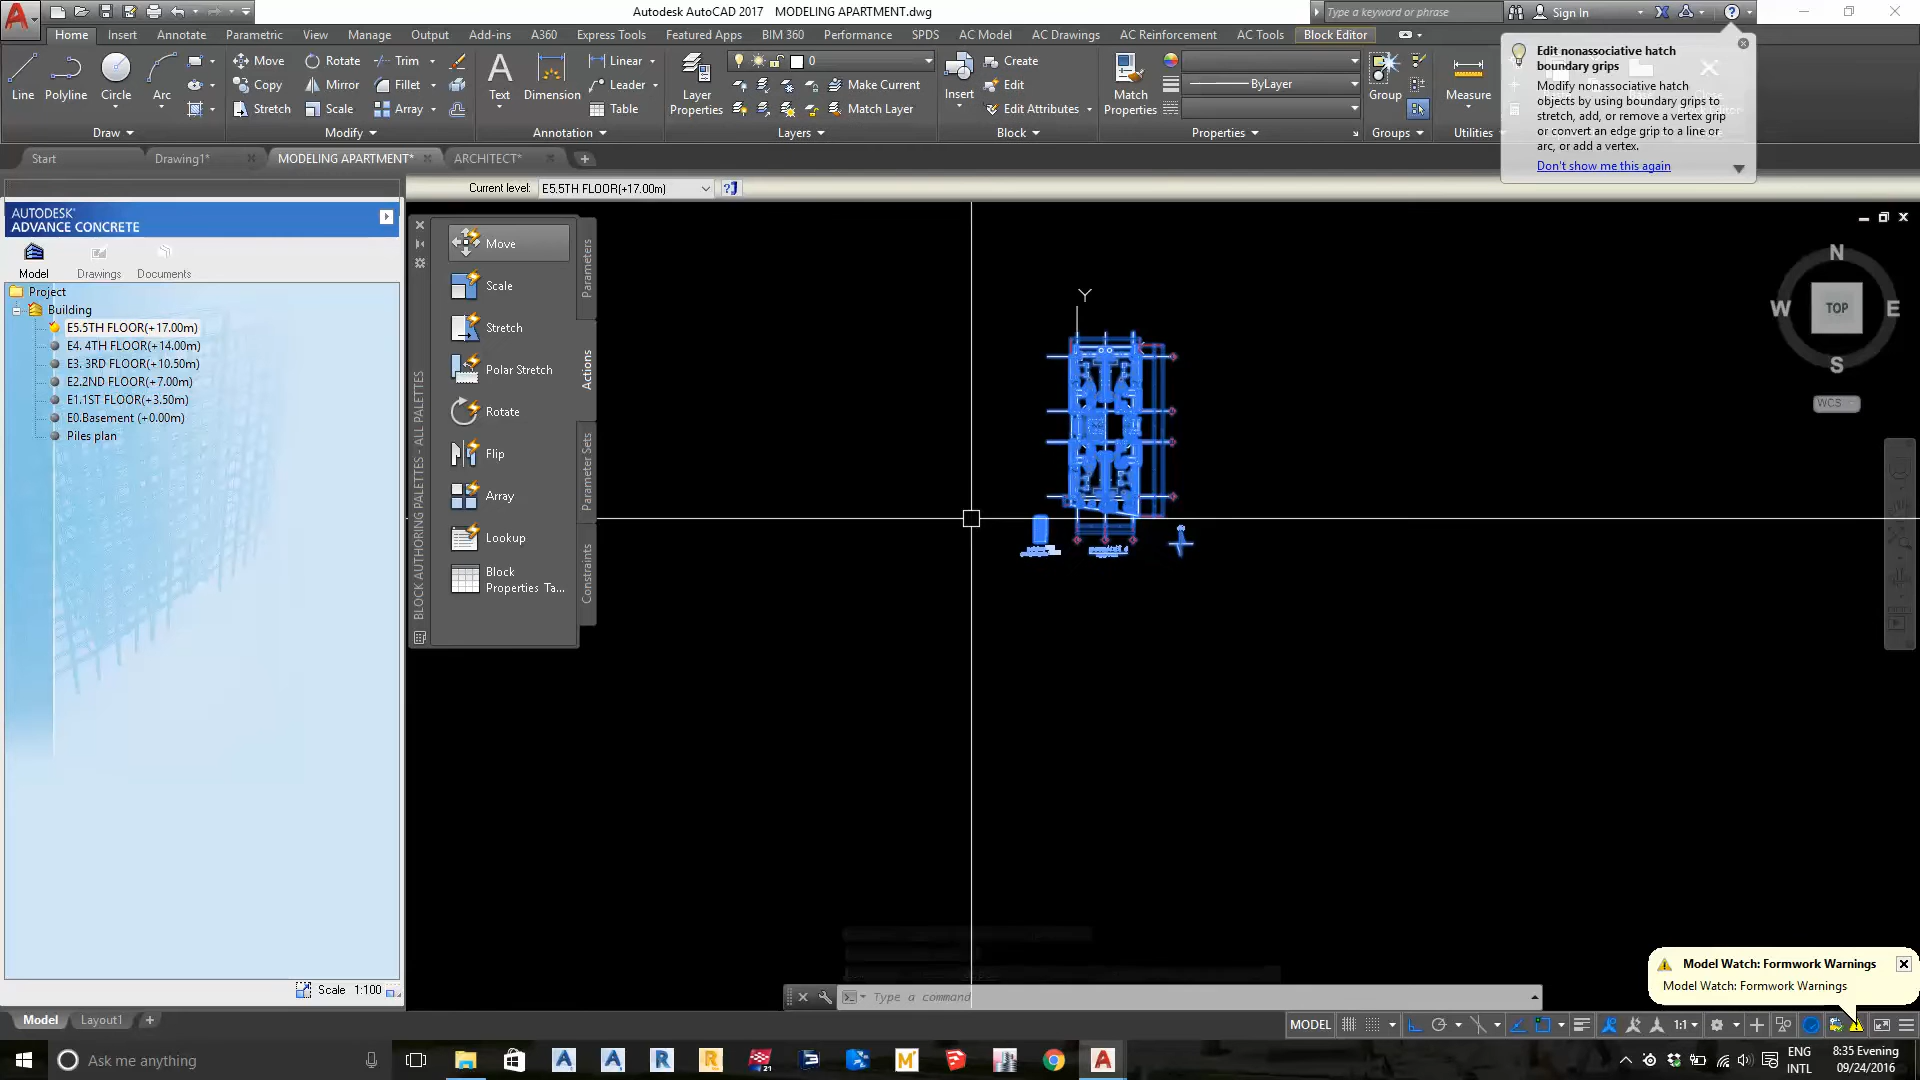 Autodesk AutoCAD 2017 MODELING APARTMENT.dwg
Type a keyword or phrase
Sign In
Home Insert Annotate Parametric View Manage Output Add-ins A360 Express Tools Featured Apps BIM 360 Performance SPDS AC Model AC Drawings AC Reinforcement AC Tools Block Editor
Line Polyline Circle Arc
Move Rotate Trim
Copy Mirror Fillet
Stretch Scale Array
Text Dimension
Linear
Leader
Table
Layer Properties
0
Make Current
Match Layer
Insert
Create
Edit
Edit Attributes
Match Properties
ByLayer
Group
Measure
Draw Modify Annotation Layers Block Properties Groups Utilities
Edit nonassociative hatch
boundary grips
Modify nonassociative hatch
objects by using boundary grips to
stretch, add, or remove a vertex grip
or convert an edge grip to a line or
arc, or add a vertex.
Don't show me this again
Start Drawing1* MODELING APARTMENT* ARCHITECT*
Current level: E5.5TH FLOOR(+17.00m)
AUTODESK®
ADVANCE CONCRETE
Model Drawings Documents
Project
Building
E5.5TH FLOOR(+17.00m)
E4. 4TH FLOOR(+14.00m)
E3. 3RD FLOOR(+10.50m)
E2.2ND FLOOR(+7.00m)
E1.1ST FLOOR(+3.50m)
E0.Basement (+0.00m)
Piles plan
Scale 1:100
Move
Scale
Stretch
Polar Stretch
Rotate
Flip
Array
Lookup
Block
Properties Ta...
Parameters
Actions
Parameter Sets
Constraints
BLOCK AUTHORING PALETTES - ALL PALETTES
Y
N
W TOP E
S
WCS
Type a command
Model Watch: Formwork Warnings
Model Watch: Formwork Warnings
Model Layout1
MODEL
1:1
Ask me anything
21
ENG
INTL
8:35 Evening
09/24/2016